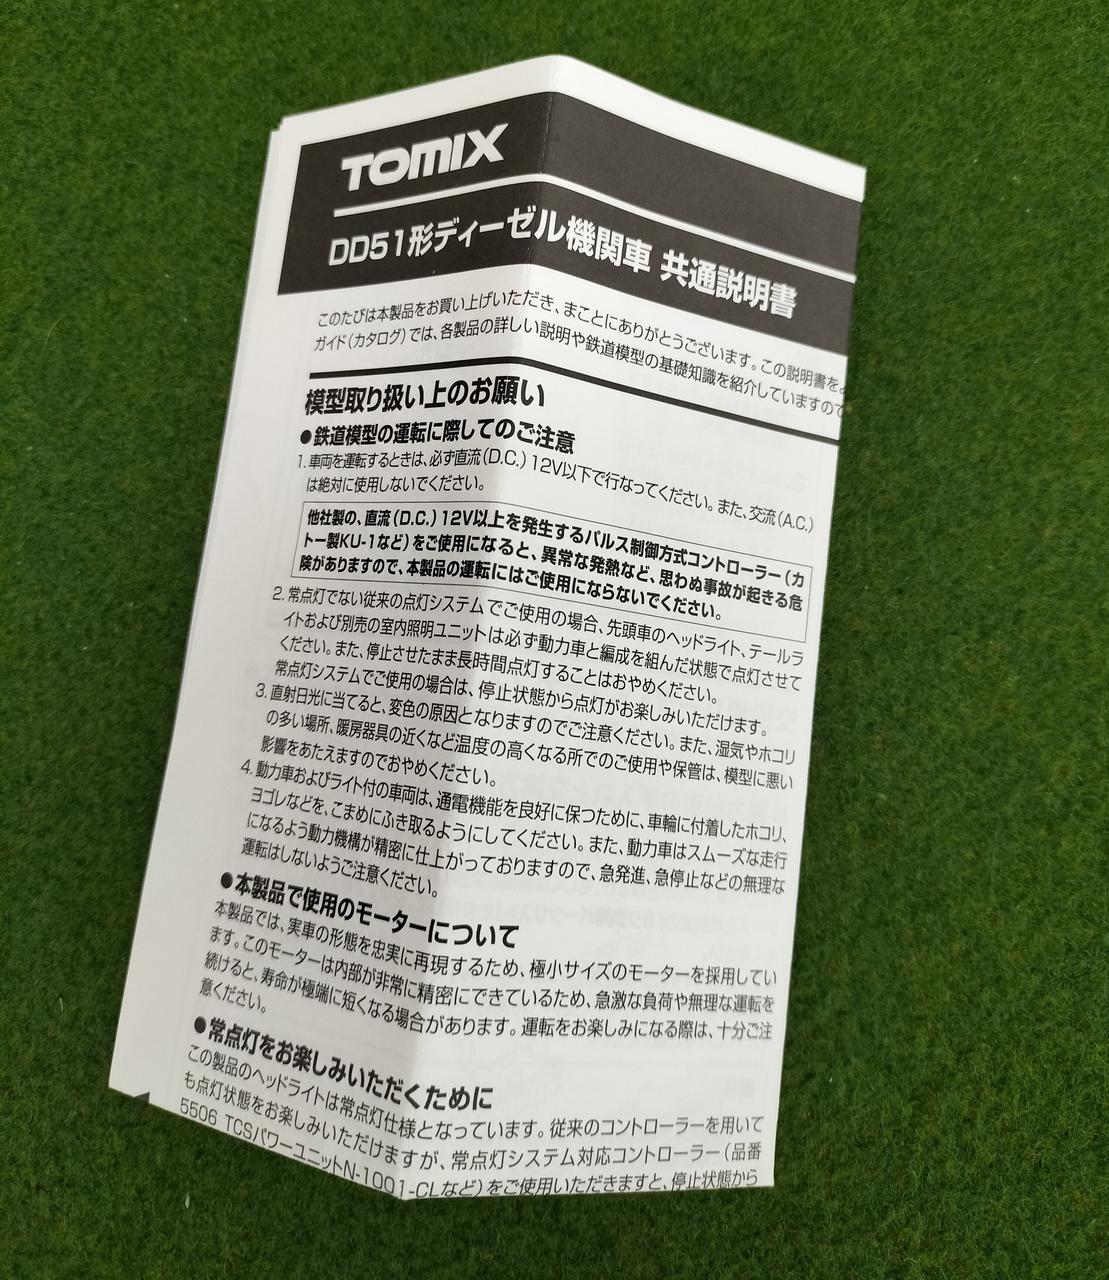 TOMIX
DD51形ディーゼル機関車 共通説明書
このたびは本製品をお買い上げいただき、まことにありがとうございます。この説明書を
ガイド(カタログ)では、各製品の詳しい説明や鉄道模型の基礎知識を紹介していますので
模型取り扱い上のお願い
●鉄道模型の運転に際してのご注意
1. 車両を運転するときは、必ず直流(D.C.)12V以下で行なってください。また、交流(A.C.)
は絶対に使用しないでください。
他社製の、直流(D.C.)12V以上を発生するパルス制御方式コントローラー(カ
トー製KU-1など)をご使用になると、異常な発熱など、思わぬ事故が起きる危
険がありますので、本製品の運転にはご使用にならないでください。
2. 常点灯でない従来の点灯システムでご使用の場合、先頭車のヘッドライト、テールラ
イトおよび別売の室内照明ユニットは必ず動力車と編成を組んだ状態で点灯させて
ください。また、停止させたまま長時間点灯することはおやめください。
常点灯システムでご使用の場合は、停止状態から点灯がお楽しみいただけます。
3. 直射日光に当てると、変色の原因となりますのでご注意ください。また、湿気やホコリ
の多い場所、暖房器具の近くなど温度の高くなる所でのご使用や保管は、模型に悪い
影響をあたえますのでおやめください。
4. 動力車およびライト付の車両は、通電機能を良好に保つために、車輪に付着したホコリ、
ヨゴレなどを、こまめにふき取るようにしてください。また、動力車はスムーズな走行
になるよう動力機構が精密に仕上がっておりますので、急発進、急停止などの無理な
運転はしないようご注意ください。
●本製品で使用のモーターについて
本製品では、実車の形態を忠実に再現するため、極小サイズのモーターを採用してい
ます。このモーターは内部が非常に精密にできているため、急激な負荷や無理な運転を
続けると、寿命が極端に短くなる場合があります。運転をお楽しみになる際は、十分ご注
意ください。
●常点灯をお楽しみいただくために
この製品のヘッドライトは常点灯仕様となっています。従来のコントローラーを用いて
も点灯状態をお楽しみいただけますが、常点灯システム対応コントローラー(品番
5506 TCSパワーユニットN-1001-CLなど)をご使用いただきますと、停止状態から